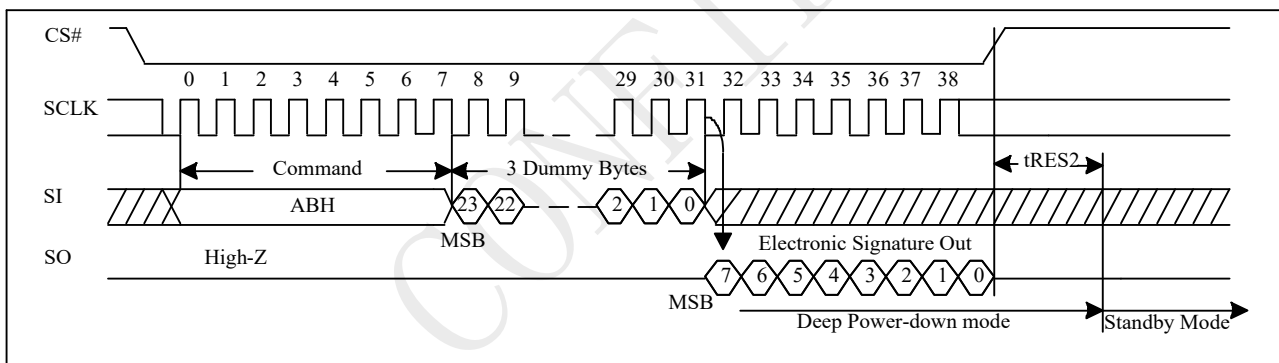 CS#
0 1 2 3 4 5 6 7 8 9 29 30 31 32 33 34 35 36 37 38
SCLK
Command 3 Dummy Bytes tRES2
SI
ABH 23 22 2 1 0
MSB Electronic Signature Out
SO High-Z
7 6 5 4 3 2 1 0
MSB
Deep Power-down mode Standby Mode